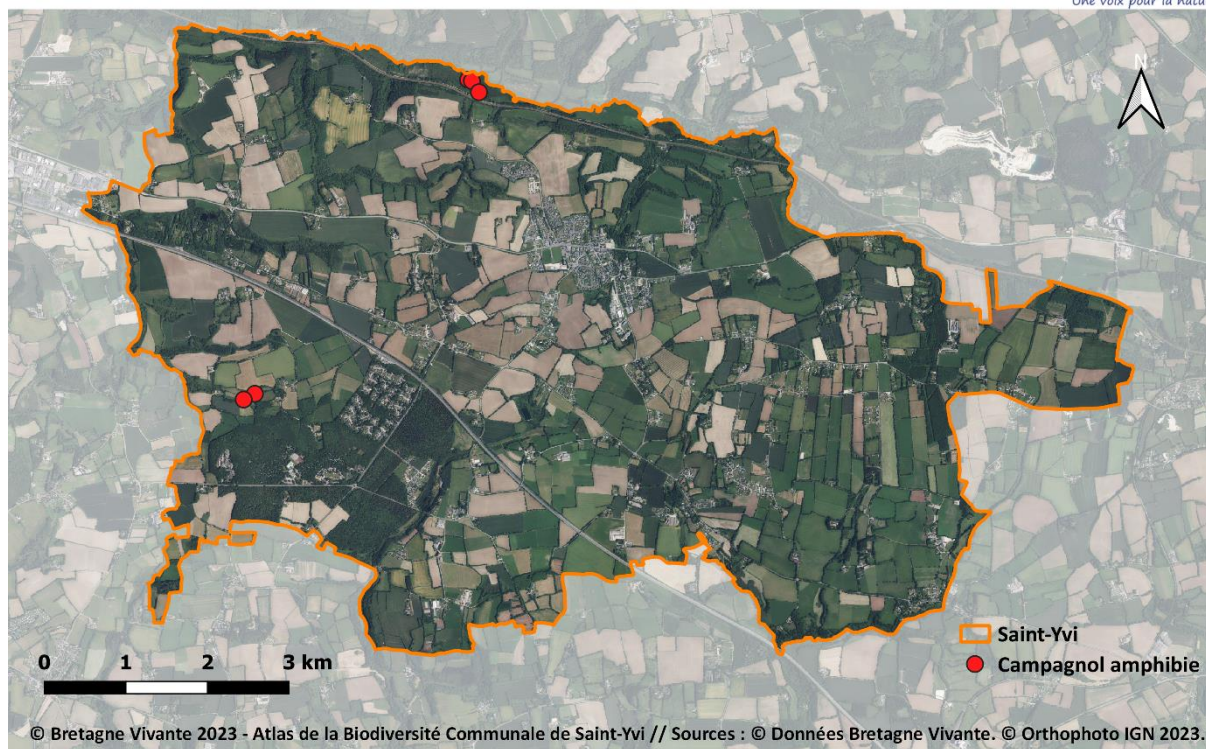 Une voix pour la natu
N
Saint-Yvi
Campagnol amphibie
0 1 2 3 km
© Bretagne Vivante 2023 - Atlas de la Biodiversité Communale de Saint-Yvi // Sources : © Données Bretagne Vivante. © Orthophoto IGN 2023.